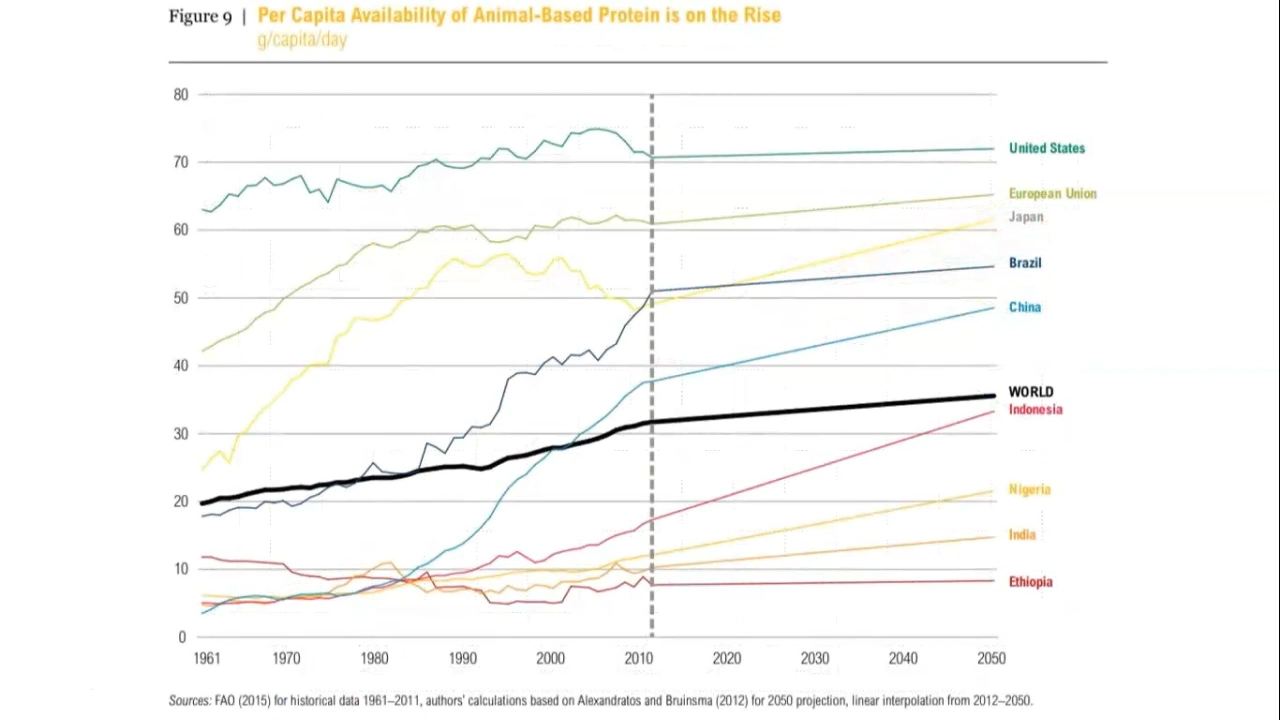 Figure 9 | Per Capita Availability of Animal-Based Protein is on the Rise
g/capita/day
80
70
60
50
40
30
20
10
0
United States
European Union
Japan
Brazil
China
WORLD
Indonesia
Nigeria
India
Ethiopia
1961 1970 1980 1990 2000 2010 2020 2030 2040 2050
Sources: FAO (2015) for historical data 1961–2011, authors' calculations based on Alexandratos and Bruinsma (2012) for 2050 projection, linear interpolation from 2012–2050.